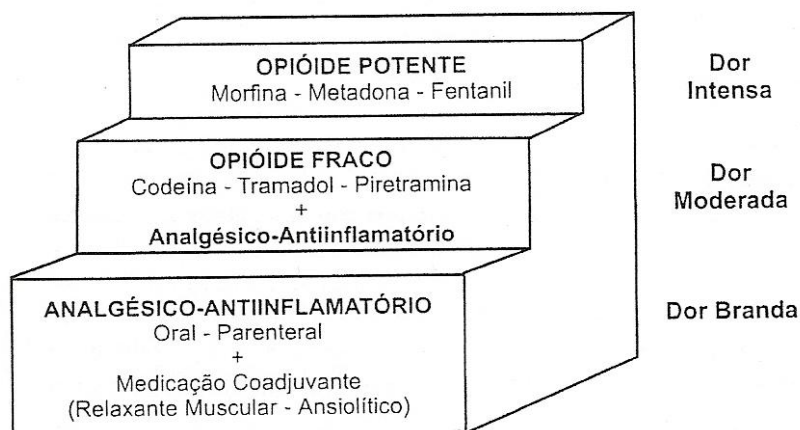 OPIÓIDE POTENTE
Morfina - Metadona - Fentanil
Dor
Intensa
OPIÓIDE FRACO
Codeína - Tramadol - Piretramina
+
Analgésico-Antiinflamatório
Dor
Moderada
ANALGÉSICO-ANTIINFLAMATÓRIO
Oral - Parenteral
+
Medicação Coadjuvante
(Relaxante Muscular - Ansiolítico)
Dor Branda